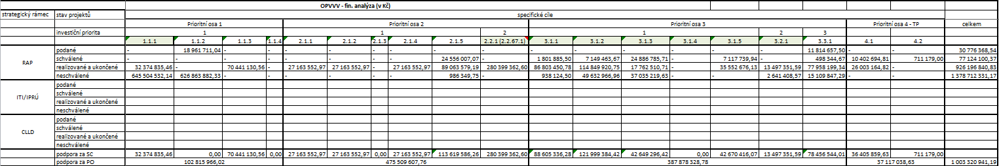 OPVVV - fin. analýza (v Kč)
strategický rámec stav projektů specifické cíle
Prioritní osa 1 Prioritní osa 2 Prioritní osa 3 Prioritní osa 4 - TP celkem
investiční priorita 1 1 2 1 2 3
1.1.1 1.1.2 1.1.3 1.1.4 2.1.1 2.1.2 2.1.3 2.1.4 2.1.5 2.2.1 (2.2.67.1) 3.1.1 3.1.2 3.1.3 3.1.4 3.1.5 3.2.1 3.3.1 4.1 4.2
RAP
podané - 18 961 711,04 - - - - - - - - - - - - - - 11 814 657,50 - - 30 776 368,54
schválené - - - - - - - - 24 556 007,07 - 1 801 885,50 7 149 463,67 24 886 785,71 - 7 117 739,94 - 498 344,67 10 402 694,81 711 179,00 77 124 100,37
realizované a ukončené 32 374 835,46 - 70 441 130,56 - 27 163 552,97 27 163 552,97 - 27 163 552,97 89 063 579,19 280 399 362,60 86 803 450,78 114 849 920,75 17 762 510,71 - 35 552 676,13 13 497 351,59 77 958 199,34 26 003 164,82 - 926 196 840,83
neschválené 645 504 532,14 626 863 882,33 - - - - - - 986 349,75 - 938 124,50 49 632 966,96 37 035 219,63 - - 2 641 408,57 15 109 847,29 - - 1 378 712 331,17
ITI/IPRÚ
podané
schválené
realizované a ukončené
neschválené
CLLD
podané
schválené
realizované a ukončené
neschválené
podpora za SC 32 374 835,46 0,00 70 441 130,56 0,00 27 163 552,97 27 163 552,97 0,00 27 163 552,97 113 619 586,26 280 399 362,60 88 605 336,28 121 999 384,42 42 649 296,42 0,00 42 670 416,07 13 497 351,59 78 456 544,01 36 405 859,63 711 179,00
podpora za PO 102 815 966,02 475 509 607,76 387 878 328,78 37 117 038,63 1 003 320 941,19